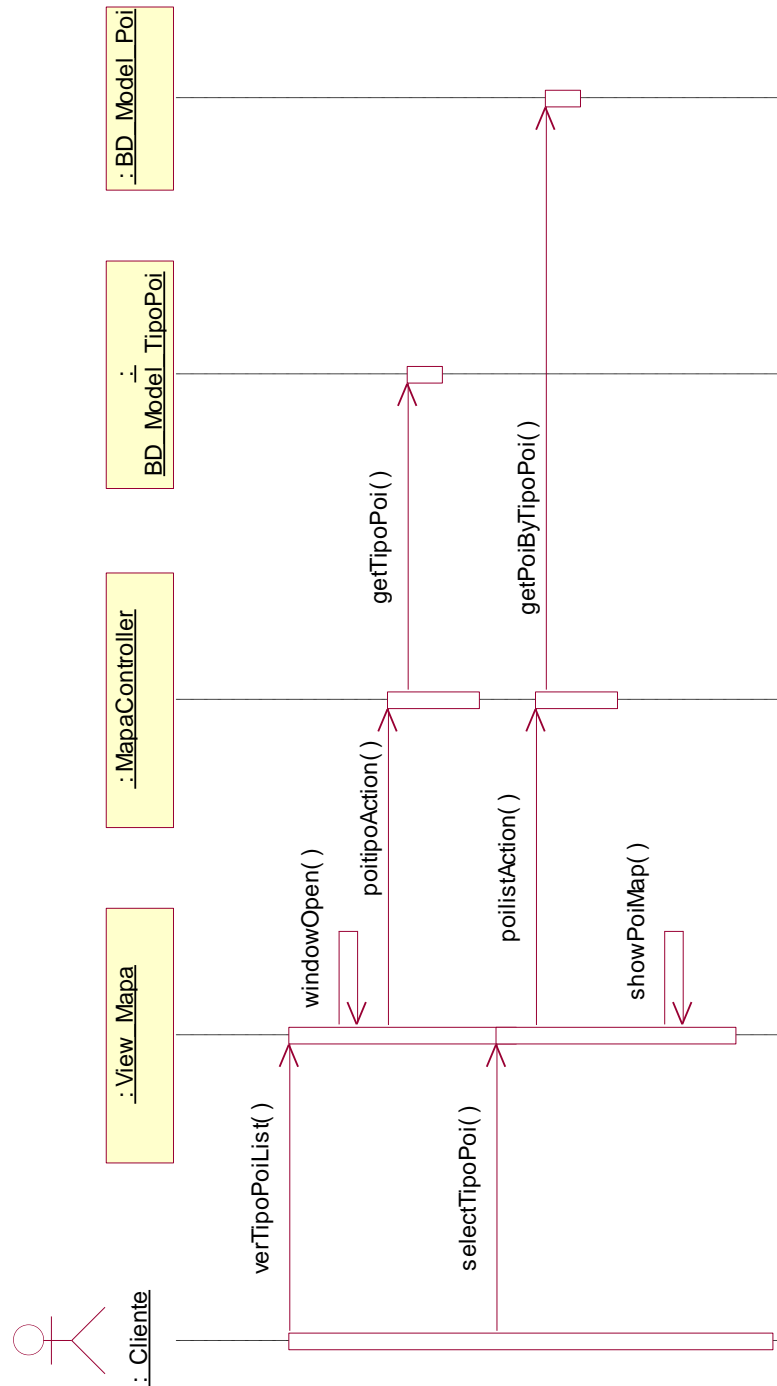 : Cliente
: View_Mapa
: MapaController
:
BD_Model_TipoPoi
: BD_Model_Poi
verTipoPoiList( )
windowOpen( )
poitipoAction( )
getTipoPoi( )
selectTipoPoi( )
poilistAction( )
getPoiByTipoPoi( )
showPoiMap( )